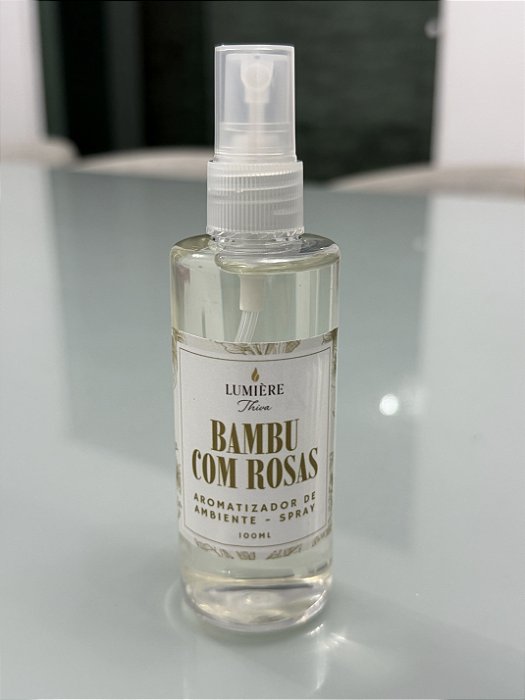 LUMIÈRE
Thiva
BAMBU
COM ROSAS
AROMATIZADOR DE
AMBIENTE - SPRAY
100ML